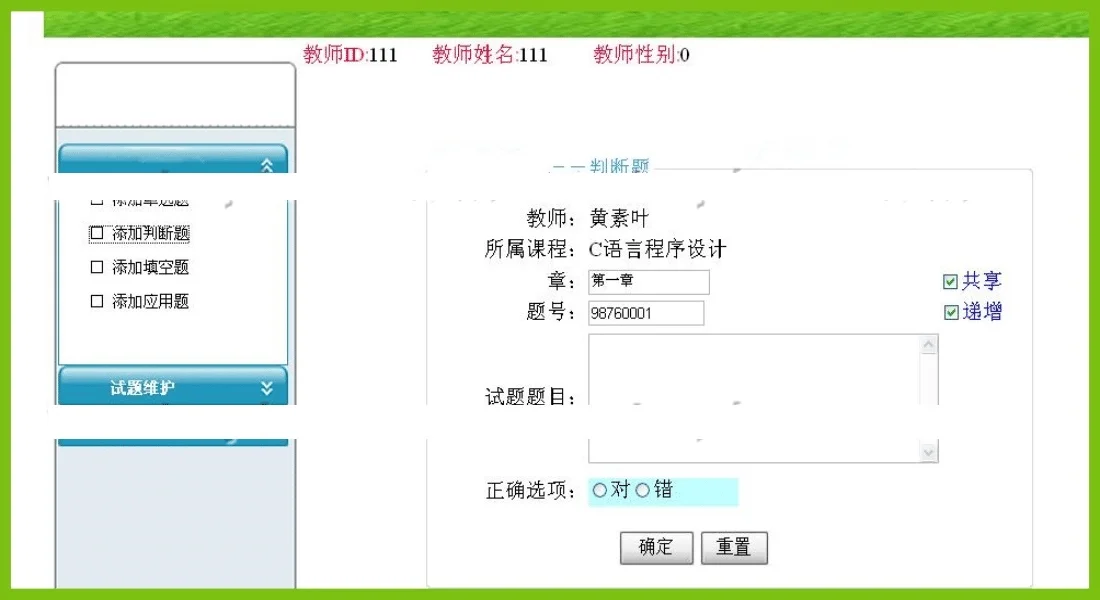 教师ID:111 教师姓名:111 教师性别:0
添加单选题
添加判断题
添加填空题
添加应用题
试题维护
——判断题
教师：黄素叶
所属课程：C语言程序设计
章：第一章 共享
题号：98760001 递增
试题题目：
正确选项：对 错
确定 重置